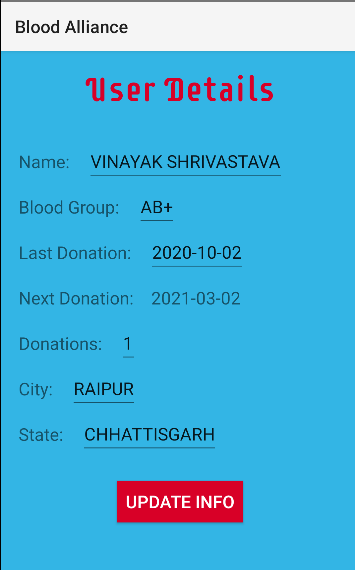 Blood Alliance
User Details
Name: VINAYAK SHRIVASTAVA
Blood Group: AB+
Last Donation: 2020-10-02
Next Donation: 2021-03-02
Donations: 1
City: RAIPUR
State: CHHATTISGARH
UPDATE INFO